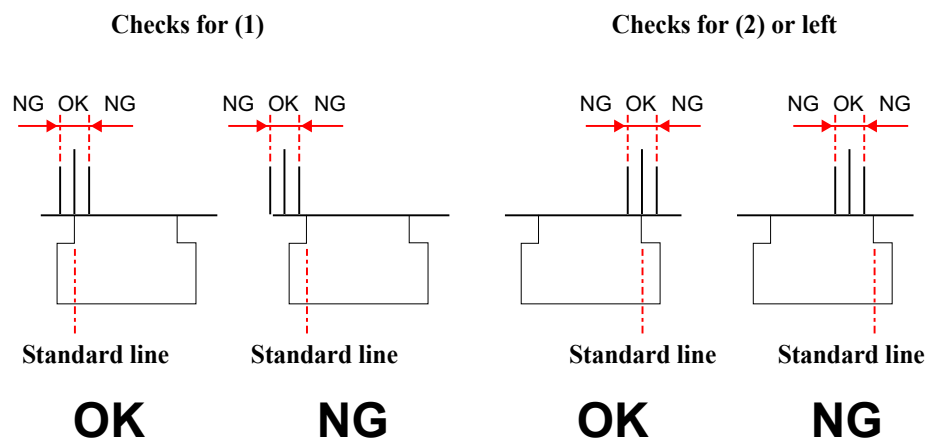 Checks for (1) Checks for (2) or left
NG OK NG NG OK NG NG OK NG NG OK NG
Standard line Standard line Standard line Standard line
OK NG OK NG